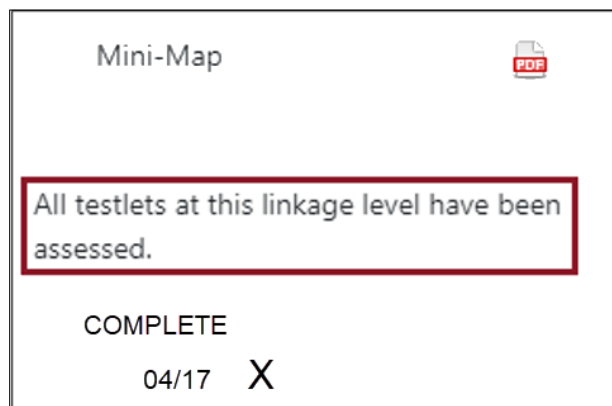 Mini-Map
PDF
All testlets at this linkage level have been
assessed.
COMPLETE
04/17 X